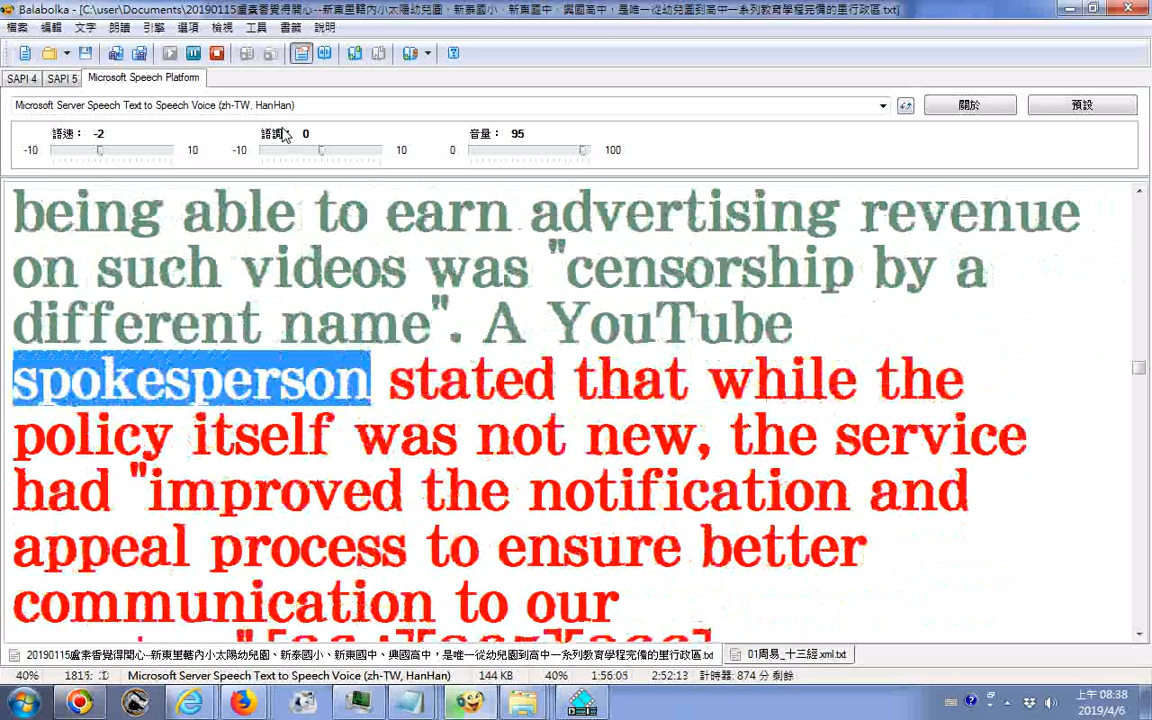 Balabolka - [C:\user\Documents\20190115盧素香覺得開心--新東里轄內小太陽幼兒園、新泰國小、新東國中、興國高中，是唯一從幼兒園到高中一系列教育學程完備的里行政區.txt]
檔案 編輯 文字 朗讀 引擎 選項 檢視 工具 書籤 說明
SAPI 4 SAPI 5 Microsoft Speech Platform
Microsoft Server Speech Text to Speech Voice (zh-TW, HanHan) 關於 預設
語速： -2 語調： 0 音量： 95
-10 10 -10 10 0 100
being able to earn advertising revenue
on such videos was "censorship by a
different name". A YouTube
spokesperson stated that while the
policy itself was not new, the service
had "improved the notification and
appeal process to ensure better
communication to our
20190115盧素香覺得開心--新東里轄內小太陽幼兒園、新泰國小、新東國中、興國高中，是唯一從幼兒園到高中一系列教育學程完備的里行政區.txt 01周易_十三經.xml.txt
40% Microsoft Server Speech Text to Speech Voice (zh-TW, HanHan) 144 KB 40% 1:56:05 2:52:13 計時器: 874 分 剩餘
上午 08:38
2019/4/6